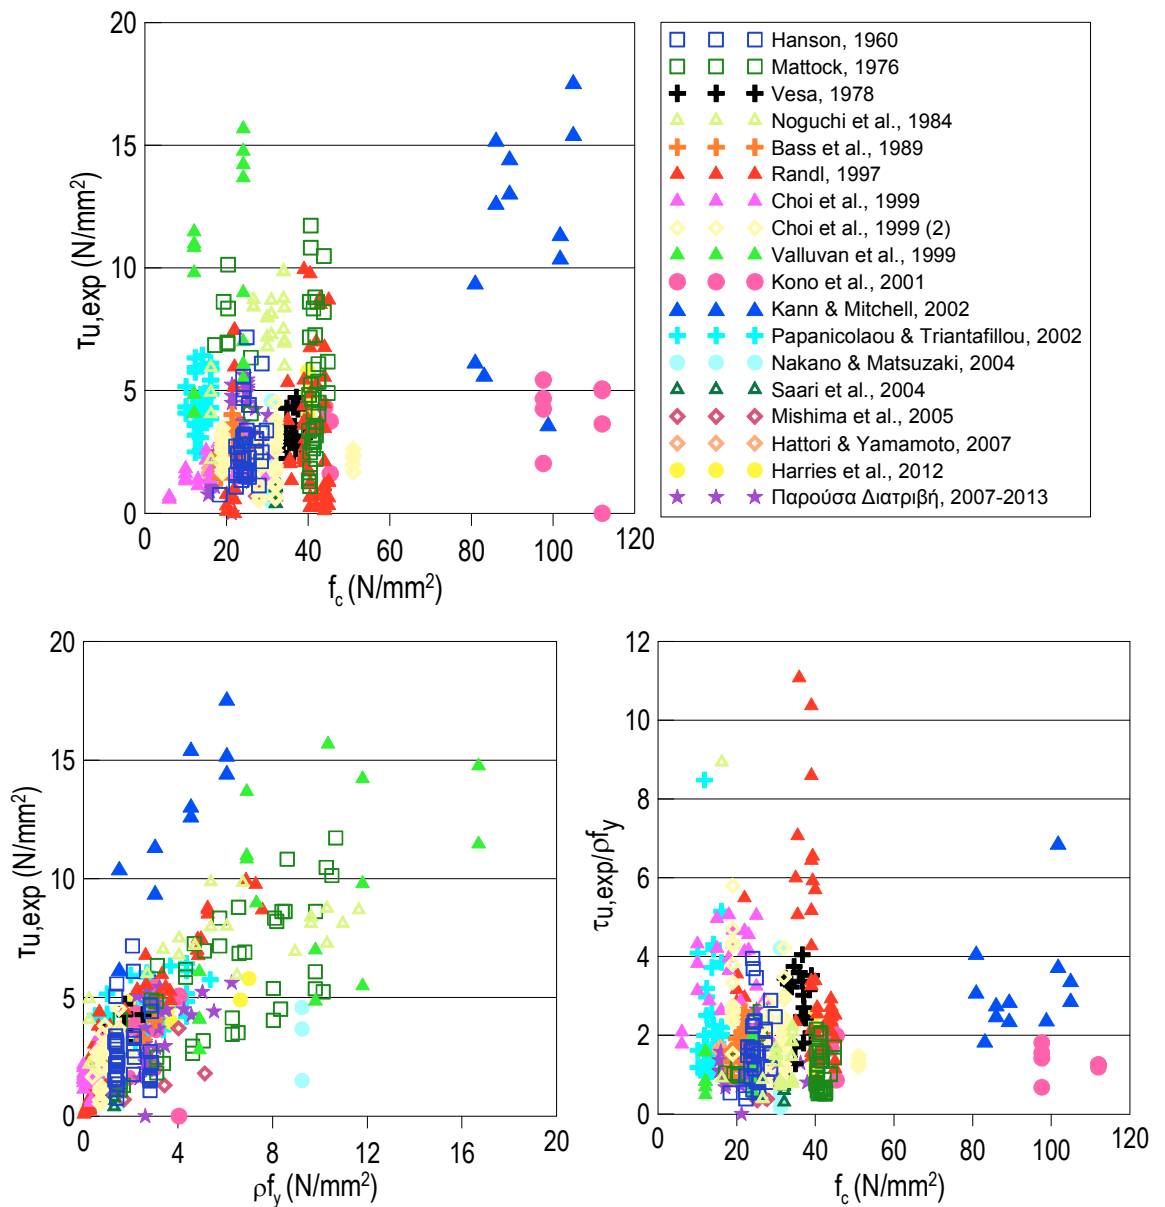 20
15
10
5
0
τu,exp (N/mm²)
0 20 40 60 80 100 120
f_c (N/mm²)
Hanson, 1960
Mattock, 1976
Vesa, 1978
Noguchi et al., 1984
Bass et al., 1989
Randl, 1997
Choi et al., 1999
Choi et al., 1999 (2)
Valluvan et al., 1999
Kono et al., 2001
Kann & Mitchell, 2002
Papanicolaou & Triantafillou, 2002
Nakano & Matsuzaki, 2004
Saari et al., 2004
Mishima et al., 2005
Hattori & Yamamoto, 2007
Harries et al., 2012
Παρούσα Διατριβή, 2007-2013
20
15
10
5
0
τu,exp (N/mm²)
0 4 8 12 16 20
ρf_y (N/mm²)
12
10
8
6
4
2
0
τu,exp/ρf_y
0 20 40 60 80 100 120
f_c (N/mm²)